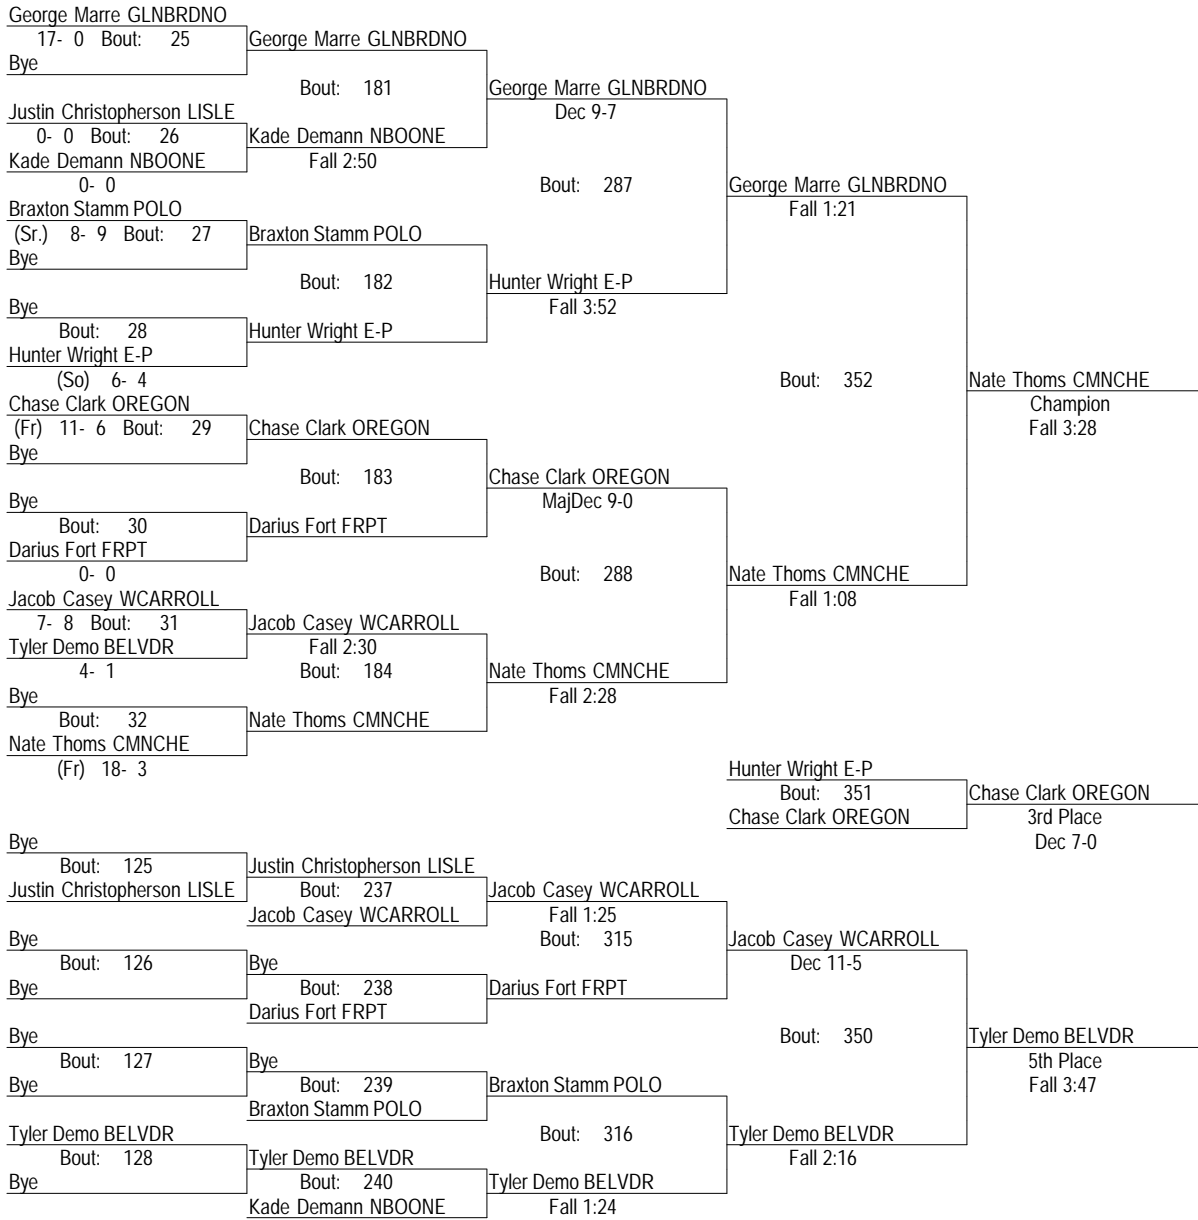 George Marre GLNBRDNO
17- 0 Bout: 25
George Marre GLNBRDNO
Bye
Bout: 181
George Marre GLNBRDNO
Dec 9-7
Justin Christopherson LISLE
0- 0 Bout: 26
Kade Demann NBOONE
Kade Demann NBOONE
Fall 2:50
0- 0
Bout: 287
George Marre GLNBRDNO
Fall 1:21
Braxton Stamm POLO
(Sr.) 8- 9 Bout: 27
Braxton Stamm POLO
Bye
Bout: 182
Hunter Wright E-P
Fall 3:52
Bye
Bout: 28
Hunter Wright E-P
Hunter Wright E-P
(So) 6- 4
Bout: 352
Nate Thoms CMNCHE
Champion
Fall 3:28
Chase Clark OREGON
(Fr) 11- 6 Bout: 29
Chase Clark OREGON
Bye
Bout: 183
Chase Clark OREGON
MajDec 9-0
Bye
Bout: 30
Darius Fort FRPT
Darius Fort FRPT
0- 0
Bout: 288
Nate Thoms CMNCHE
Fall 1:08
Jacob Casey WCARROLL
7- 8 Bout: 31
Jacob Casey WCARROLL
Tyler Demo BELVDR
Fall 2:30
4- 1
Bout: 184
Nate Thoms CMNCHE
Fall 2:28
Bye
Bout: 32
Nate Thoms CMNCHE
Nate Thoms CMNCHE
(Fr) 18- 3
Hunter Wright E-P
Bout: 351
Chase Clark OREGON
Chase Clark OREGON
3rd Place
Dec 7-0
Bye
Bout: 125
Justin Christopherson LISLE
Justin Christopherson LISLE
Bout: 237
Jacob Casey WCARROLL
Jacob Casey WCARROLL
Fall 1:25
Bye
Bout: 315
Jacob Casey WCARROLL
Dec 11-5
Bout: 126
Bye
Bye
Bout: 238
Darius Fort FRPT
Darius Fort FRPT
Bye
Bout: 350
Tyler Demo BELVDR
5th Place
Fall 3:47
Bout: 127
Bye
Bye
Bout: 239
Braxton Stamm POLO
Braxton Stamm POLO
Tyler Demo BELVDR
Bout: 316
Tyler Demo BELVDR
Fall 2:16
Bout: 128
Tyler Demo BELVDR
Bye
Bout: 240
Tyler Demo BELVDR
Kade Demann NBOONE
Fall 1:24